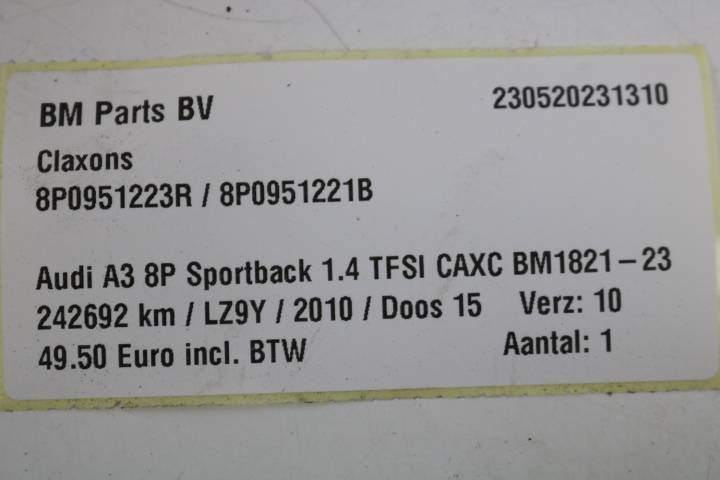 BM Parts BV 230520231310
Claxons
8P0951223R / 8P0951221B
Audi A3 8P Sportback 1.4 TFSI CAXC BM1821-23
242692 km / LZ9Y / 2010 / Doos 15 Verz: 10
49.50 Euro incl. BTW Aantal: 1